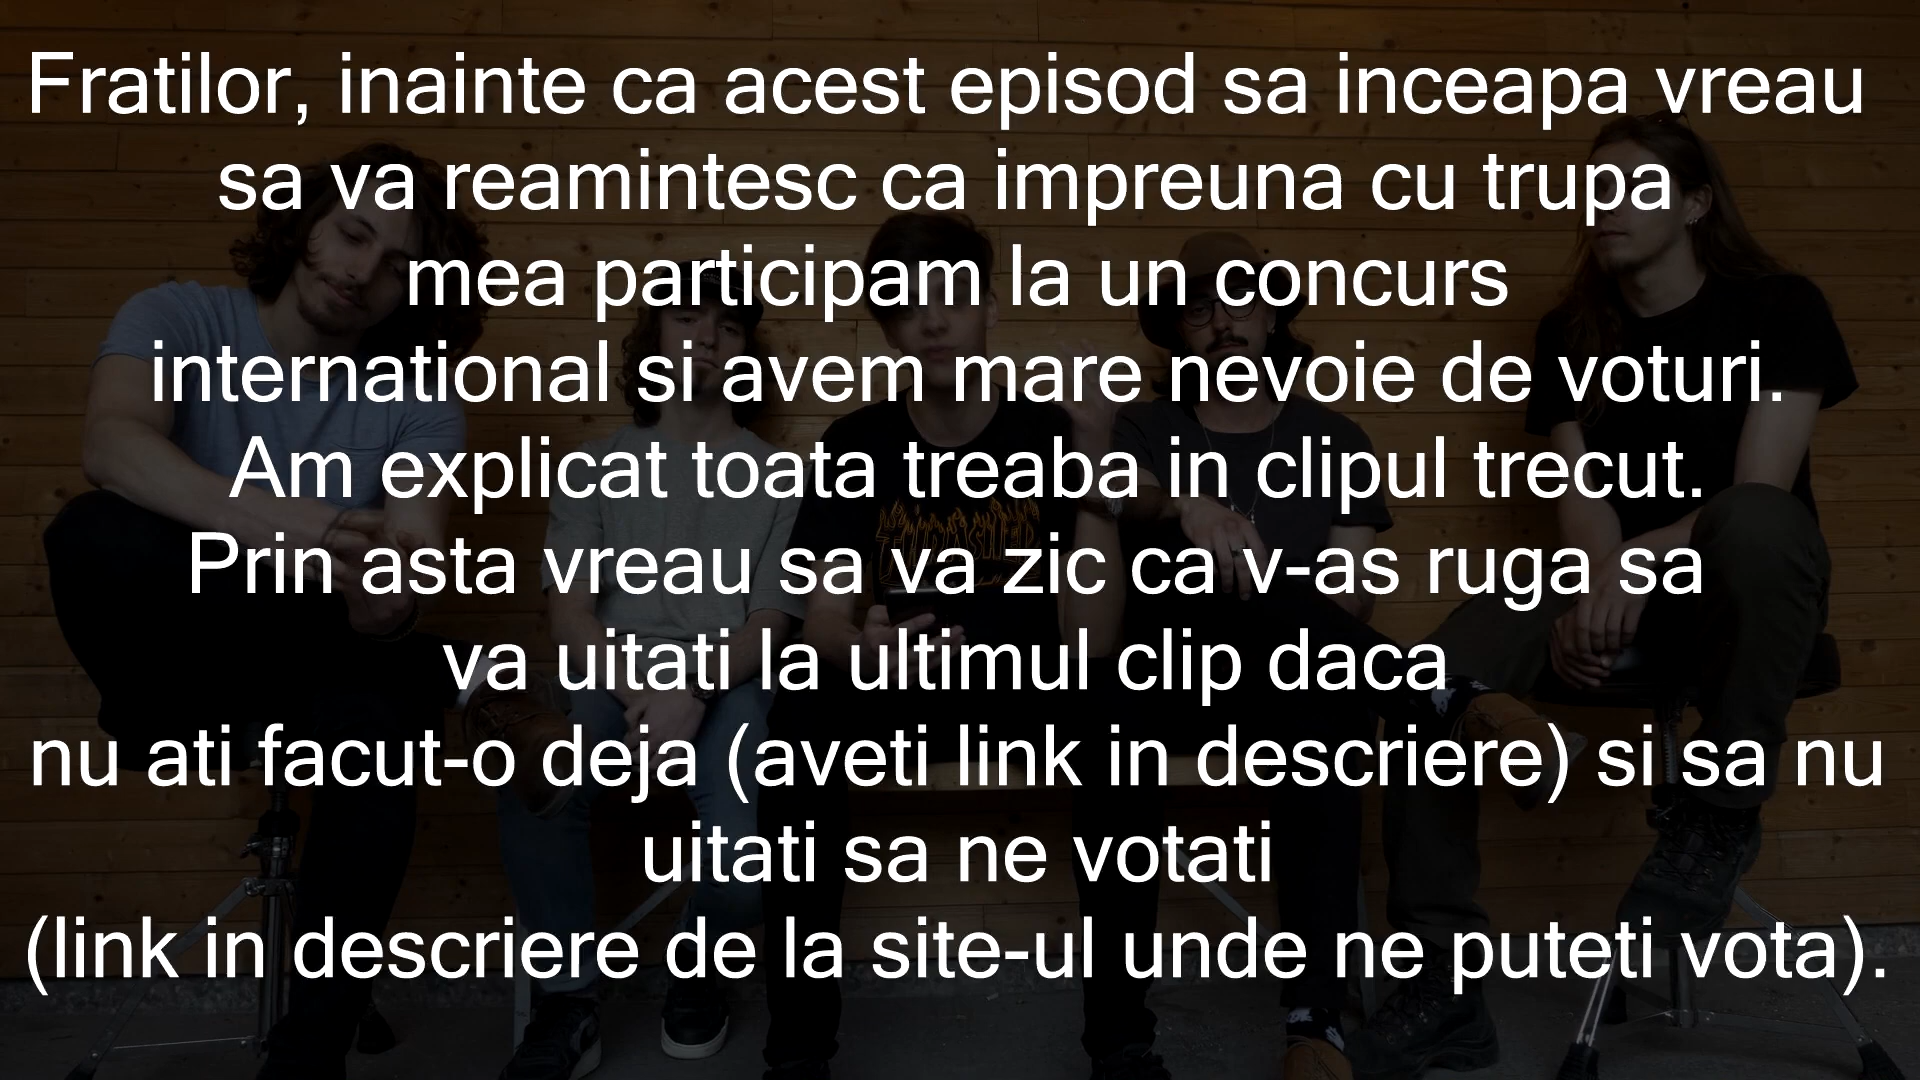 Fratilor, inainte ca acest episod sa inceapa vreau
sa va reamintesc ca impreuna cu trupa
mea participam la un concurs
international si avem mare nevoie de voturi.
Am explicat toata treaba in clipul trecut.
Prin asta vreau sa va zic ca v-as ruga sa
va uitati la ultimul clip daca
nu ati facut-o deja (aveti link in descriere) si sa nu
uitati sa ne votati
(link in descriere de la site-ul unde ne puteti vota).
THRASHER